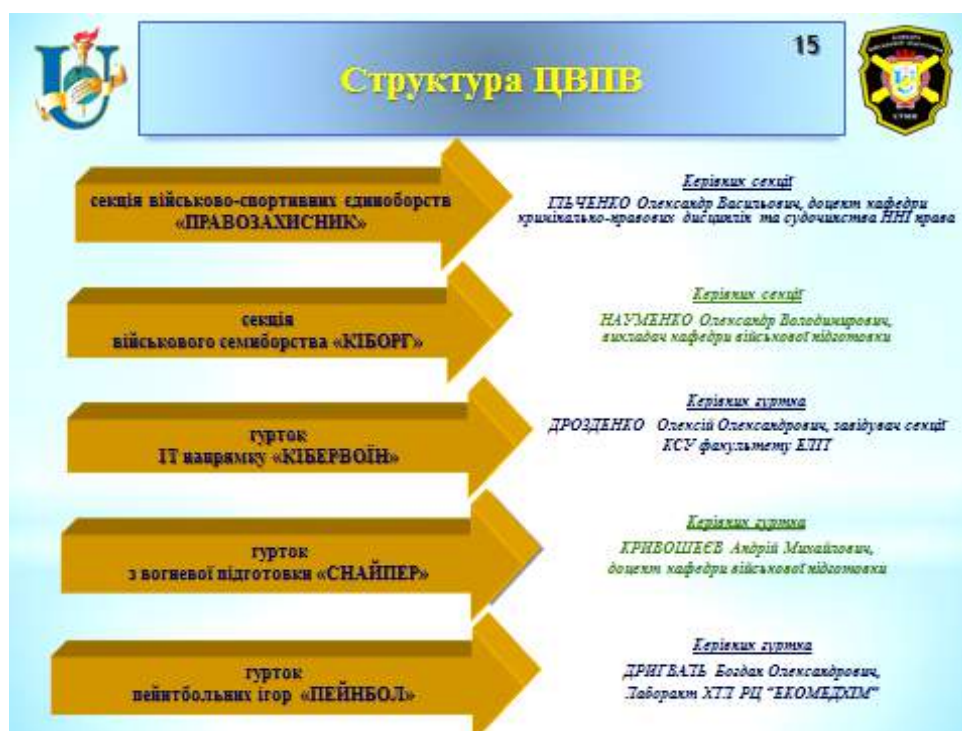 15
Структура ЦВПВ
секція військово-спортивних єдиноборств
«ПРАВОЗАХИСНИК»
Керівник секції
ІЛЬЧЕНКО Олександр Васильович, доцент кафедри
кримінально-правових дисциплін та судочинства ННІ права
секція
військового семиборства «КІБОРГ»
Керівник секції
НАУМЕНКО Олександр Володимирович,
викладач кафедри військової підготовки
гурток
ІТ напрямку «КІБЕРВОЇН»
Керівник гуртка
ДРОЗДЕНКО Олексій Олександрович, завідувач секції
КСУ факультету ЕЛІТ
гурток
з вогневої підготовки «СНАЙПЕР»
Керівник гуртка
КРИВОШЕЄВ Андрій Михайлович,
доцент кафедри військової підготовки
гурток
пейнтбольних ігор «ПЕЙНБОЛ»
Керівник гуртка
ДРИГВАЛЬ Богдан Олександрович,
Лаборант ХТЛ РЦ "ЕКОМЕДХІМ"